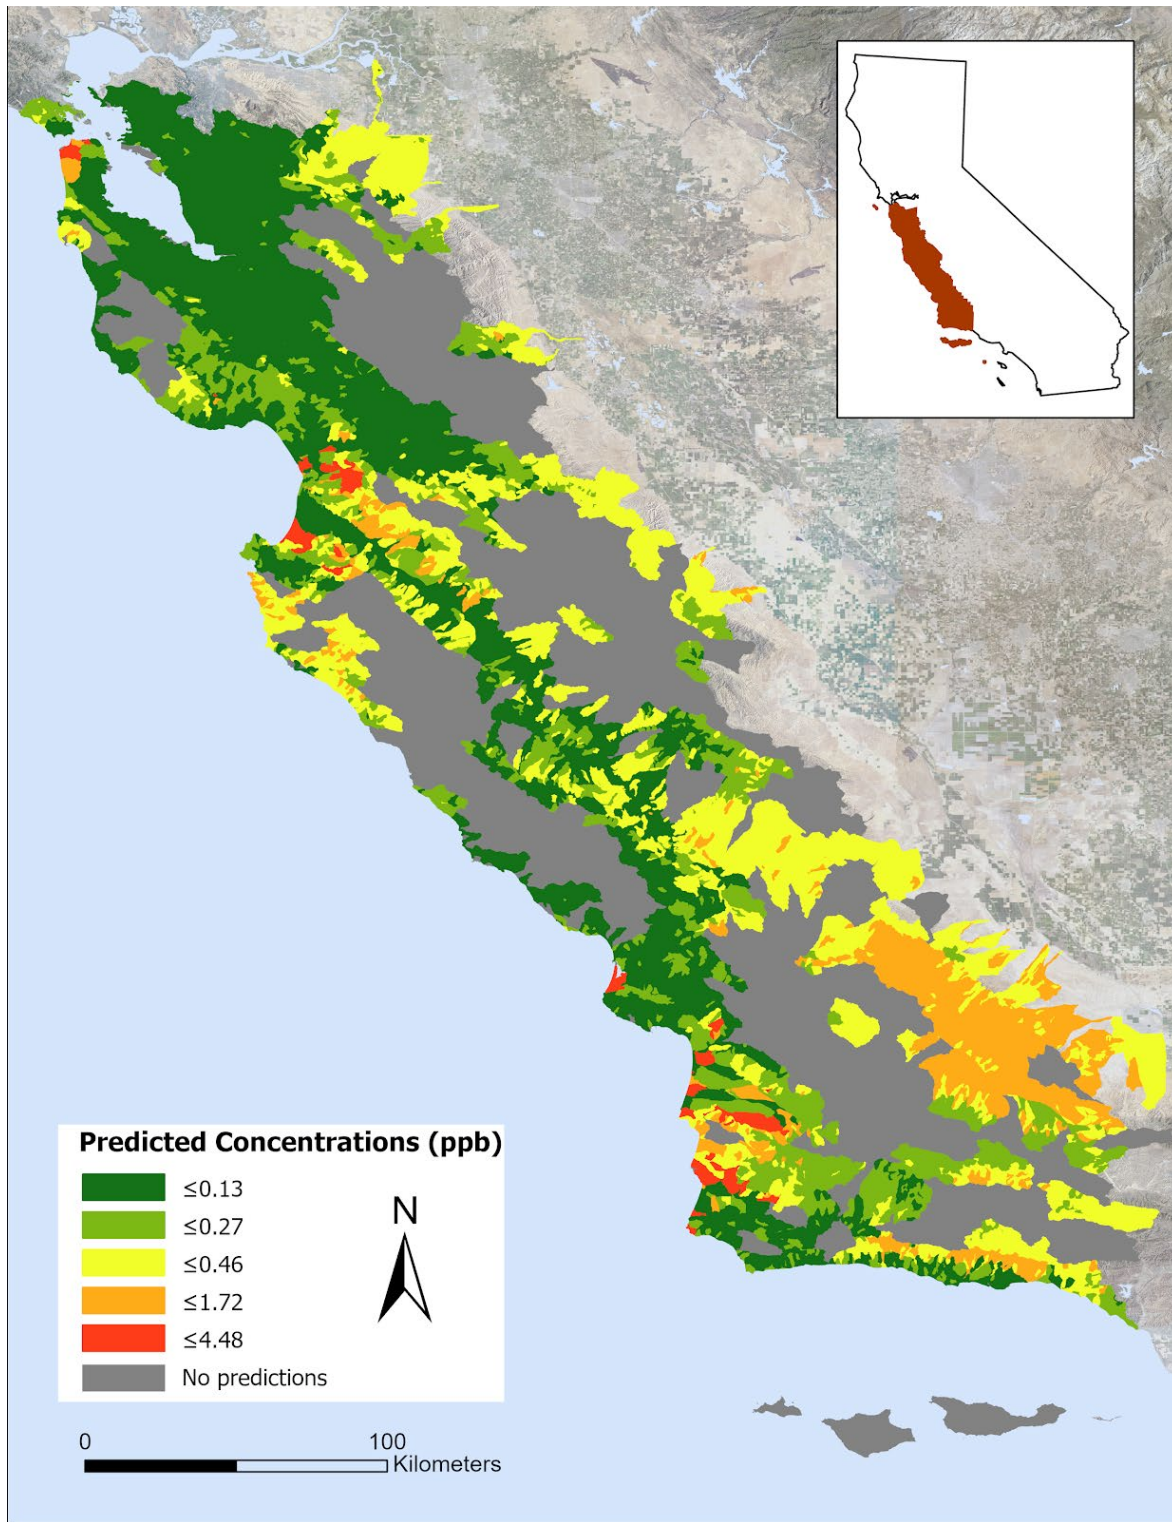 Predicted Concentrations (ppb)
≤0.13
≤0.27
≤0.46
≤1.72
≤4.48
No predictions
N
0 100
Kilometers